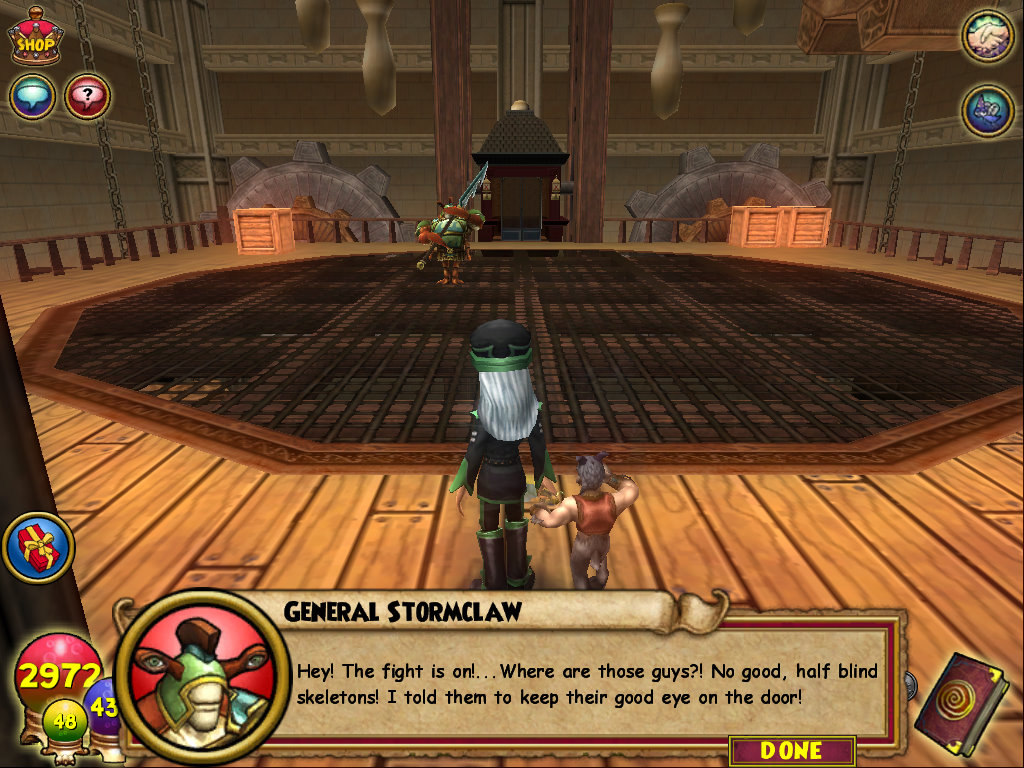 SHOP
?
GENERAL STORMCLAW
Hey! The fight is on!...Where are those guys?! No good, half blind
skeletons! I told them to keep their good eye on the door!
2972
43
48
DONE